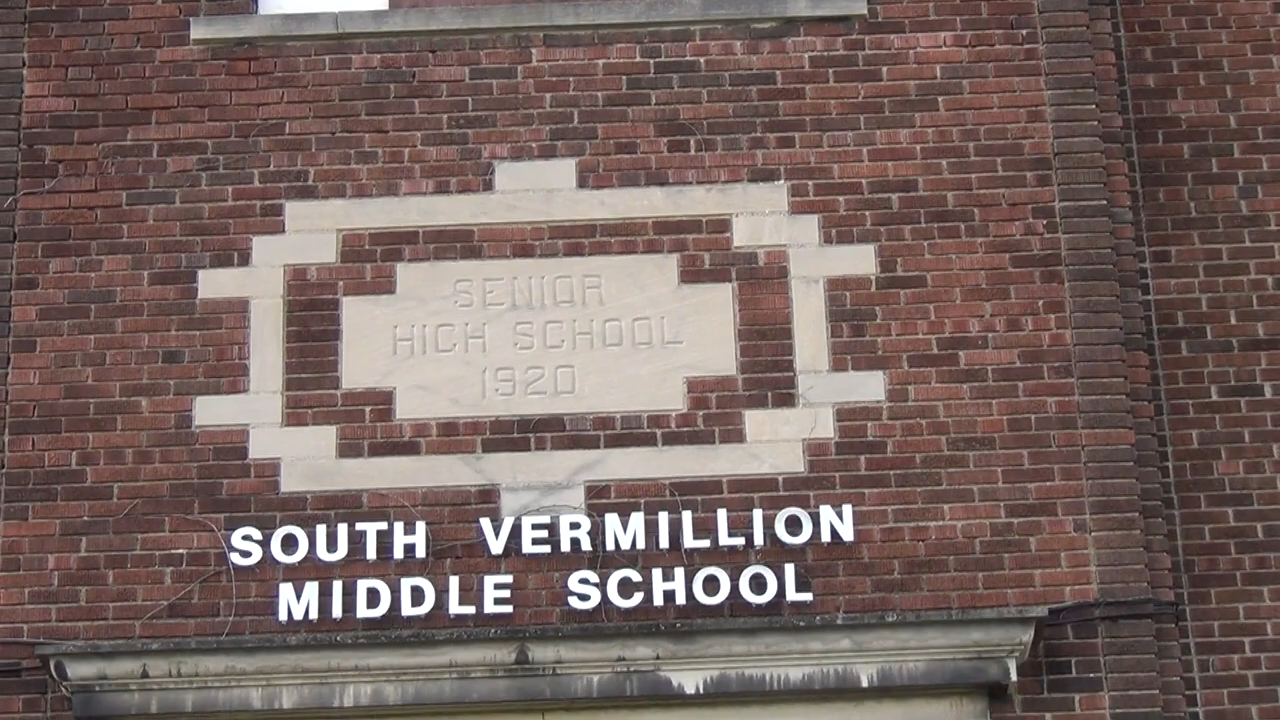 SENIOR
HIGH SCHOOL
1920
SOUTH VERMILLION
MIDDLE SCHOOL